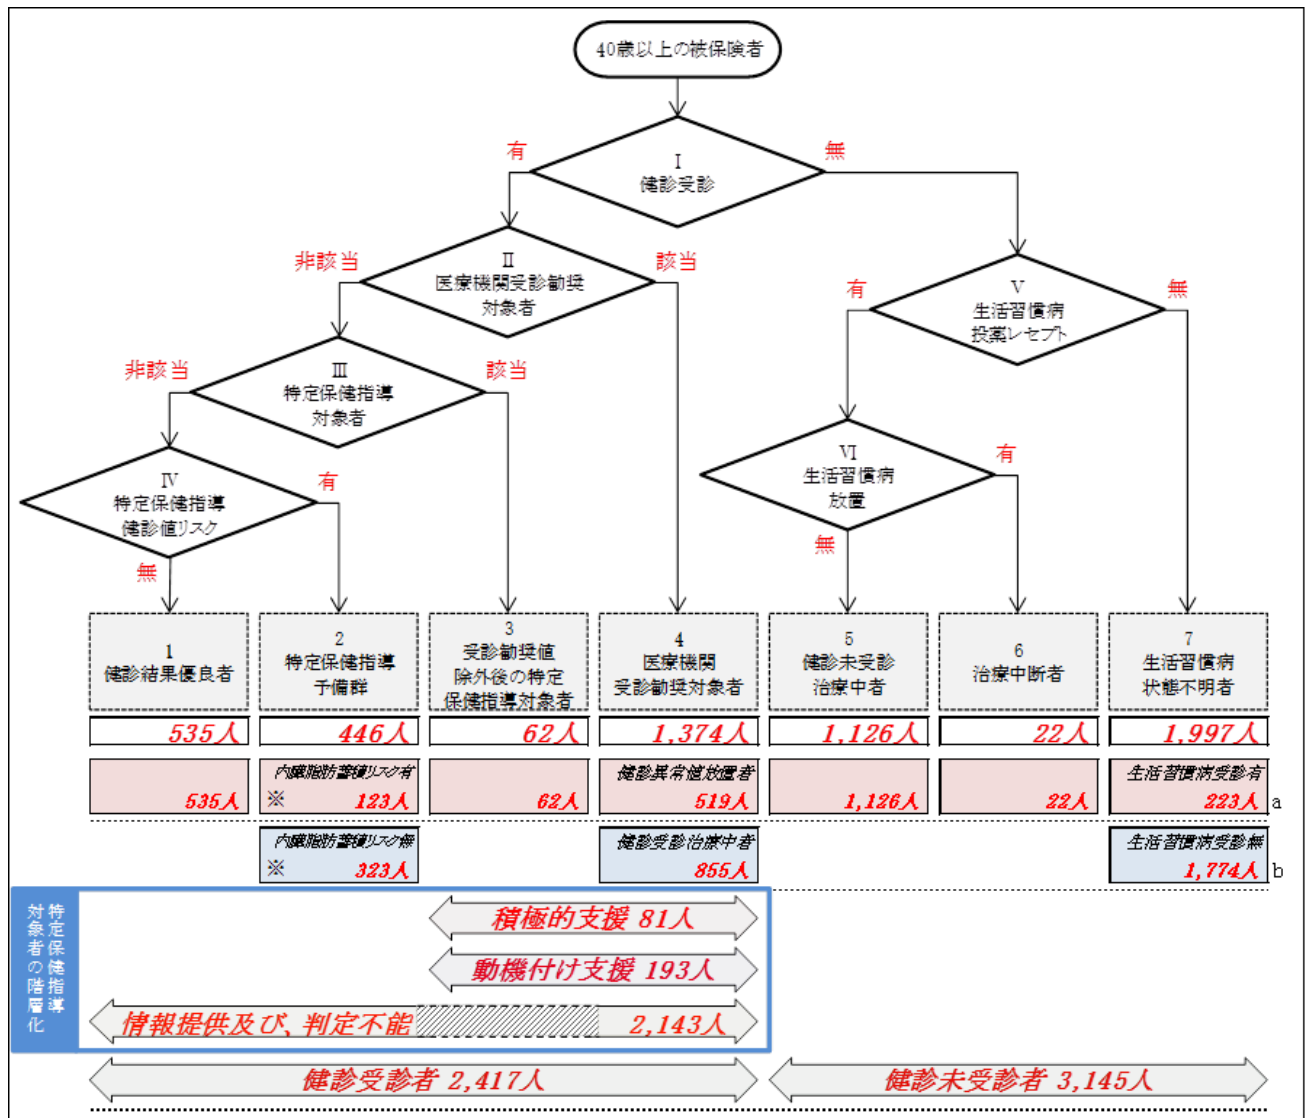 40歳以上の被保険者
有
無
Ⅰ
健診受診
非該当
該当
Ⅱ
医療機関受診勧奨
対象者
有
無
Ⅴ
生活習慣病
投薬レセプト
非該当
該当
Ⅲ
特定保健指導
対象者
Ⅳ
特定保健指導
健診値リスク
有
無
Ⅵ
生活習慣病
放置
有
無
1
健診結果優良者
2
特定保健指導
予備群
3
受診勧奨値
除外後の特定
保健指導対象者
4
医療機関
受診勧奨対象者
5
健診未受診
治療中者
6
治療中断者
7
生活習慣病
状態不明者
535人
446人
62人
1,374人
1,126人
22人
1,997人
535人
内臓脂肪蓄積リスク有
※ 123人
62人
健診異常値放置者
519人
1,126人
22人
生活習慣病受診有
223人
a
内臓脂肪蓄積リスク無
※ 323人
健診受診治療中者
855人
生活習慣病受診無
1,774人
b
特定保健指導
対象者の階層化
積極的支援 81人
動機付け支援 193人
情報提供及び、判定不能 2,143人
健診受診者 2,417人
健診未受診者 3,145人